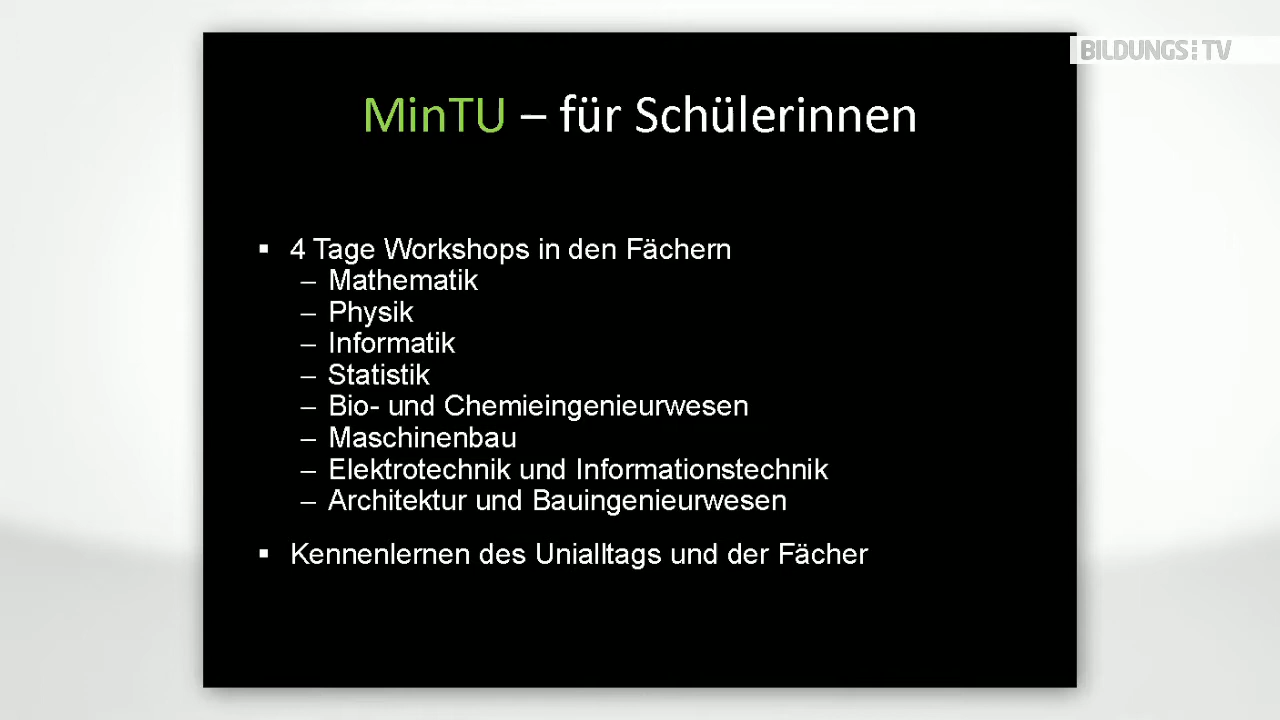 BILDUNGS TV
MinTU – für Schülerinnen
▪ 4 Tage Workshops in den Fächern
– Mathematik
– Physik
– Informatik
– Statistik
– Bio- und Chemieingenieurwesen
– Maschinenbau
– Elektrotechnik und Informationstechnik
– Architektur und Bauingenieurwesen
▪ Kennenlernen des Unialltags und der Fächer